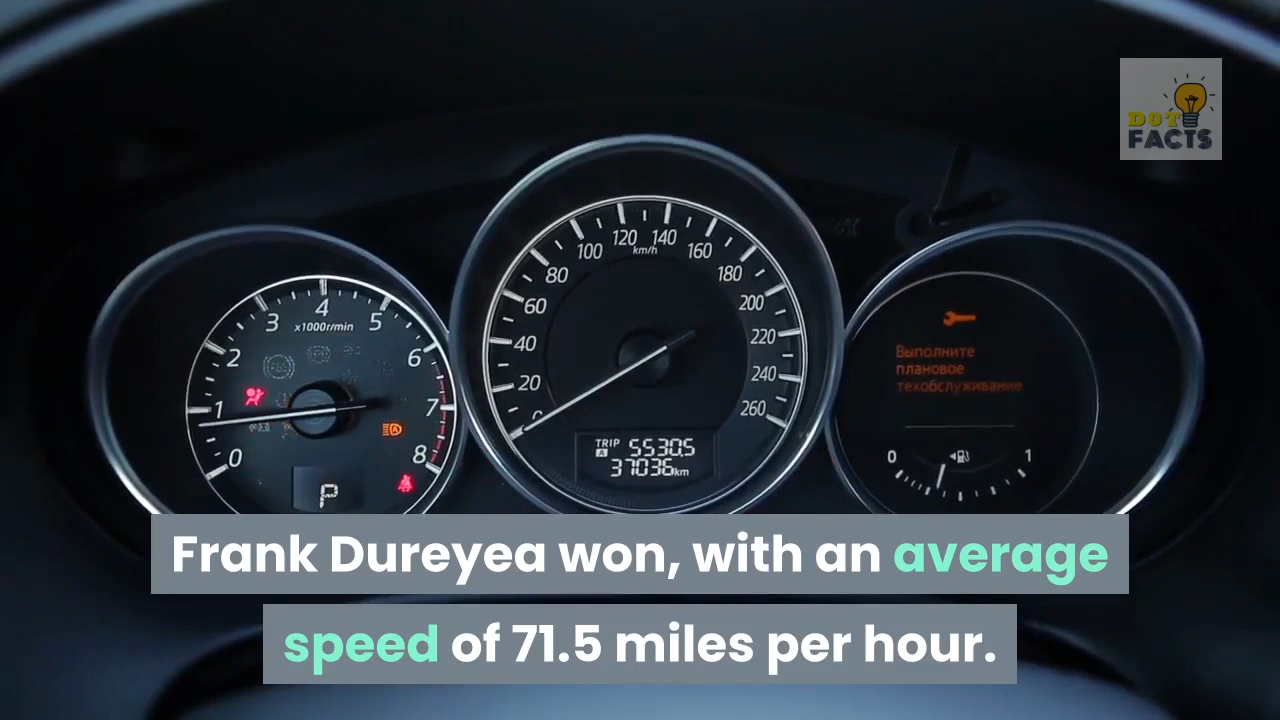 DOT
FACTS
100 120 140 160
km/h
80 180
60 200
40 220
20 240
0 260
3 4 5
x1000r/min
2 6
1 7
0 8
P
TRIP A 5530.5
37036km
Выполните
плановое
техобслуживание
0 1
Frank Dureyea won, with an average
speed of 71.5 miles per hour.